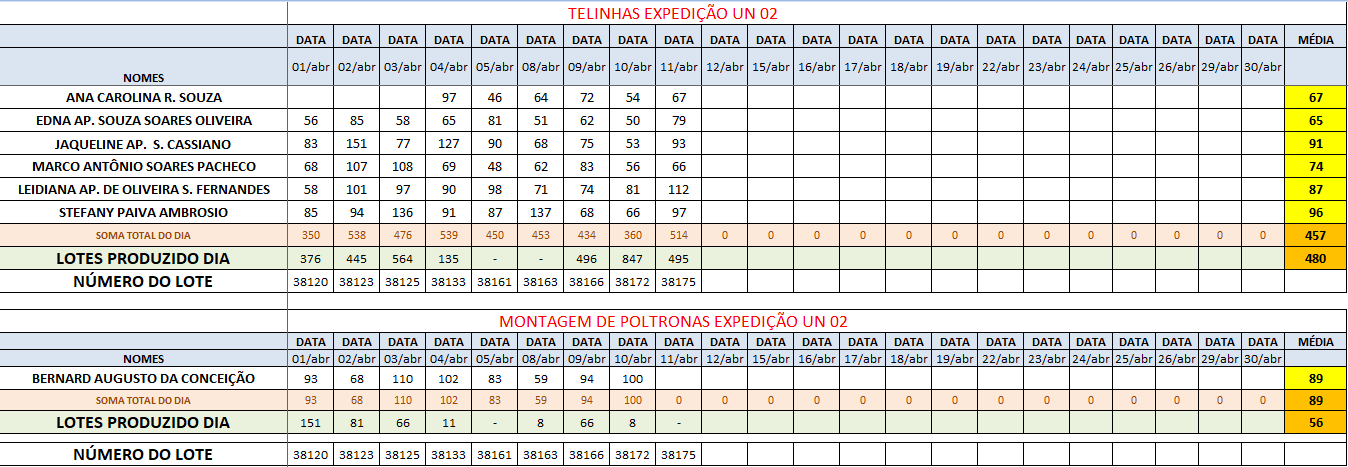 TELINHAS EXPEDIÇÃO UN 02
DATA DATA DATA DATA DATA DATA DATA DATA DATA DATA DATA DATA DATA DATA DATA DATA DATA DATA DATA DATA DATA DATA MÉDIA
NOMES 01/abr 02/abr 03/abr 04/abr 05/abr 08/abr 09/abr 10/abr 11/abr 12/abr 15/abr 16/abr 17/abr 18/abr 19/abr 22/abr 23/abr 24/abr 25/abr 26/abr 29/abr 30/abr
ANA CAROLINA R. SOUZA 97 46 64 72 54 67 67
EDNA AP. SOUZA SOARES OLIVEIRA 56 85 58 65 81 51 62 50 79 65
JAQUELINE AP. S. CASSIANO 83 151 77 127 90 68 75 53 93 91
MARCO ANTÔNIO SOARES PACHECO 68 107 108 69 48 62 83 56 66 74
LEIDIANA AP. DE OLIVEIRA S. FERNANDES 58 101 97 90 98 71 74 81 112 87
STEFANY PAIVA AMBROSIO 85 94 136 91 87 137 68 66 97 96
SOMA TOTAL DO DIA 350 538 476 539 450 453 434 360 514 0 0 0 0 0 0 0 0 0 0 0 0 0 457
LOTES PRODUZIDO DIA 376 445 564 135 - - 496 847 495 480
NÚMERO DO LOTE 38120 38123 38125 38133 38161 38163 38166 38172 38175
MONTAGEM DE POLTRONAS EXPEDIÇÃO UN 02
DATA DATA DATA DATA DATA DATA DATA DATA DATA DATA DATA DATA DATA DATA DATA DATA DATA DATA DATA DATA DATA DATA MÉDIA
NOMES 01/abr 02/abr 03/abr 04/abr 05/abr 08/abr 09/abr 10/abr 11/abr 12/abr 15/abr 16/abr 17/abr 18/abr 19/abr 22/abr 23/abr 24/abr 25/abr 26/abr 29/abr 30/abr
BERNARD AUGUSTO DA CONCEIÇÃO 93 68 110 102 83 59 94 100 89
SOMA TOTAL DO DIA 93 68 110 102 83 59 94 100 0 0 0 0 0 0 0 0 0 0 0 0 0 0 89
LOTES PRODUZIDO DIA 151 81 66 11 - 8 66 8 - 56
NÚMERO DO LOTE 38120 38123 38125 38133 38161 38163 38166 38172 38175